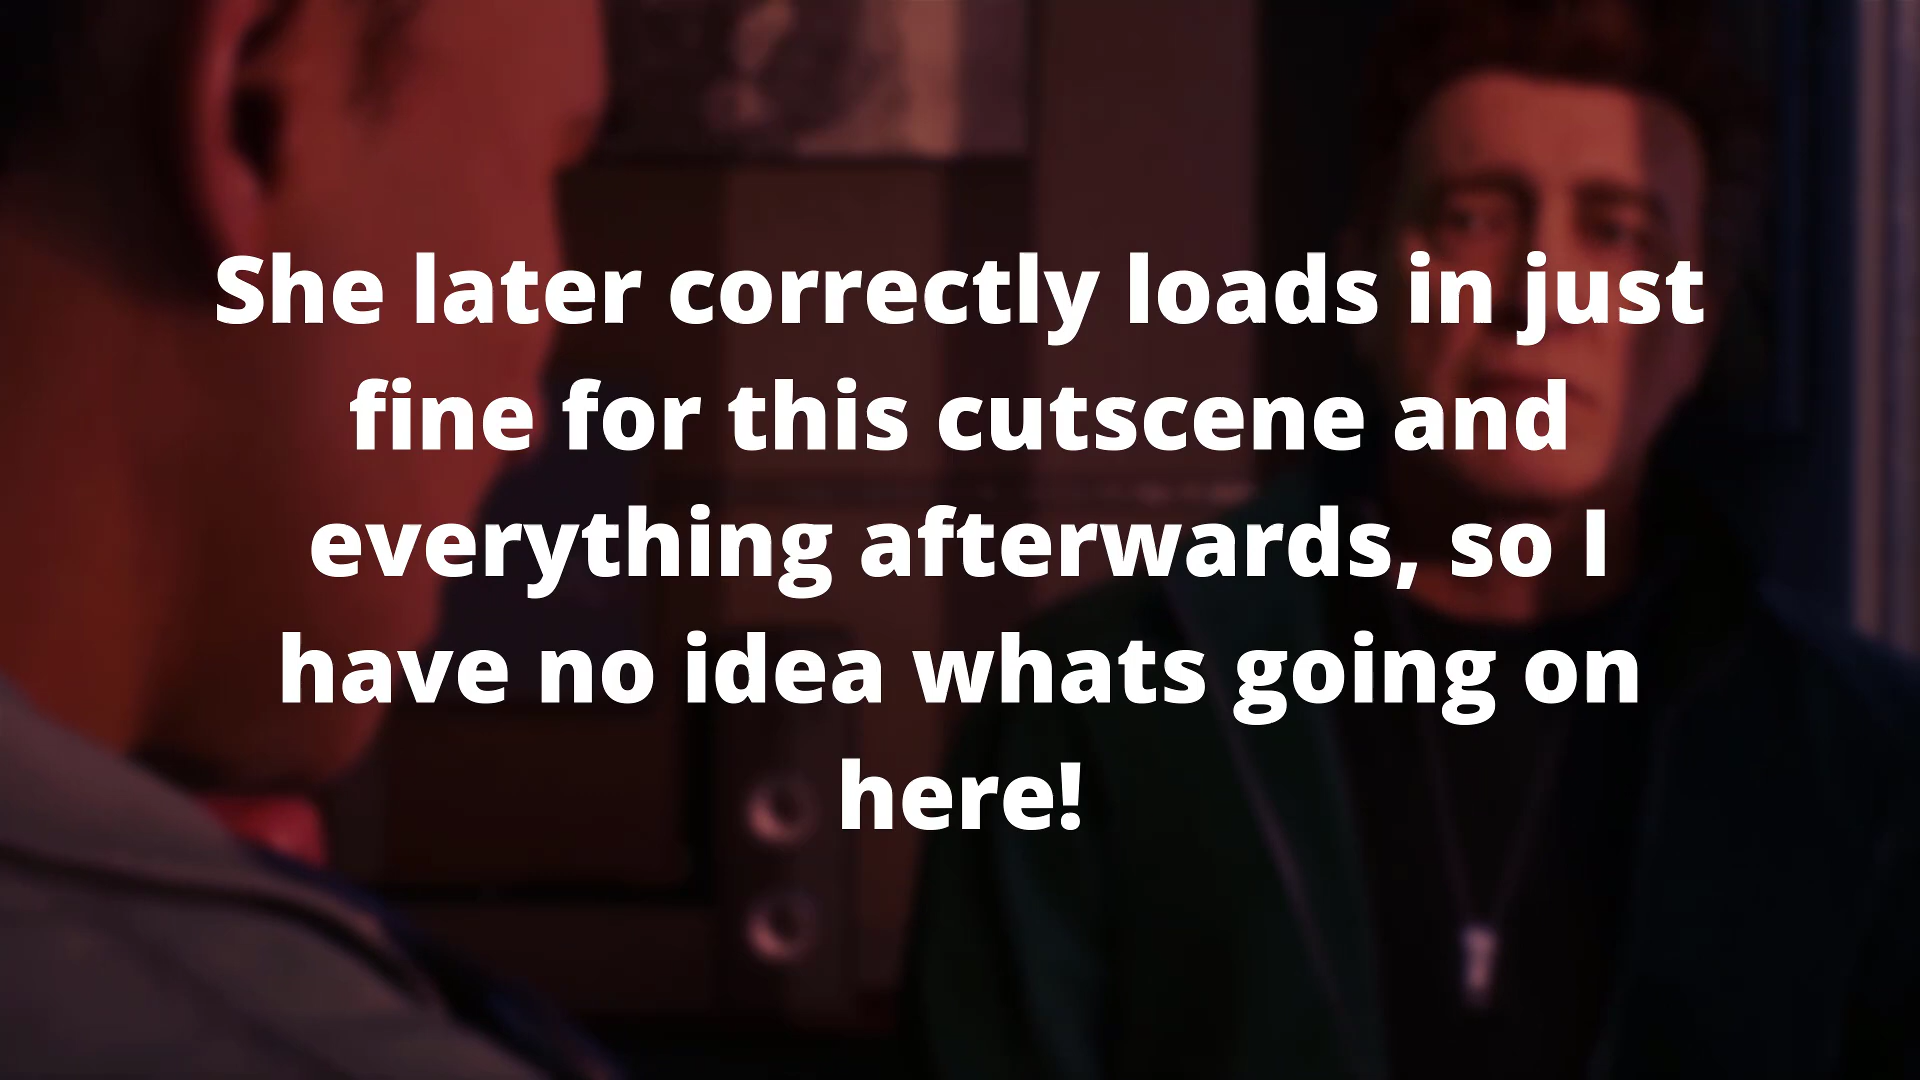 She later correctly loads in just
fine for this cutscene and
everything afterwards, so I
have no idea whats going on
here!